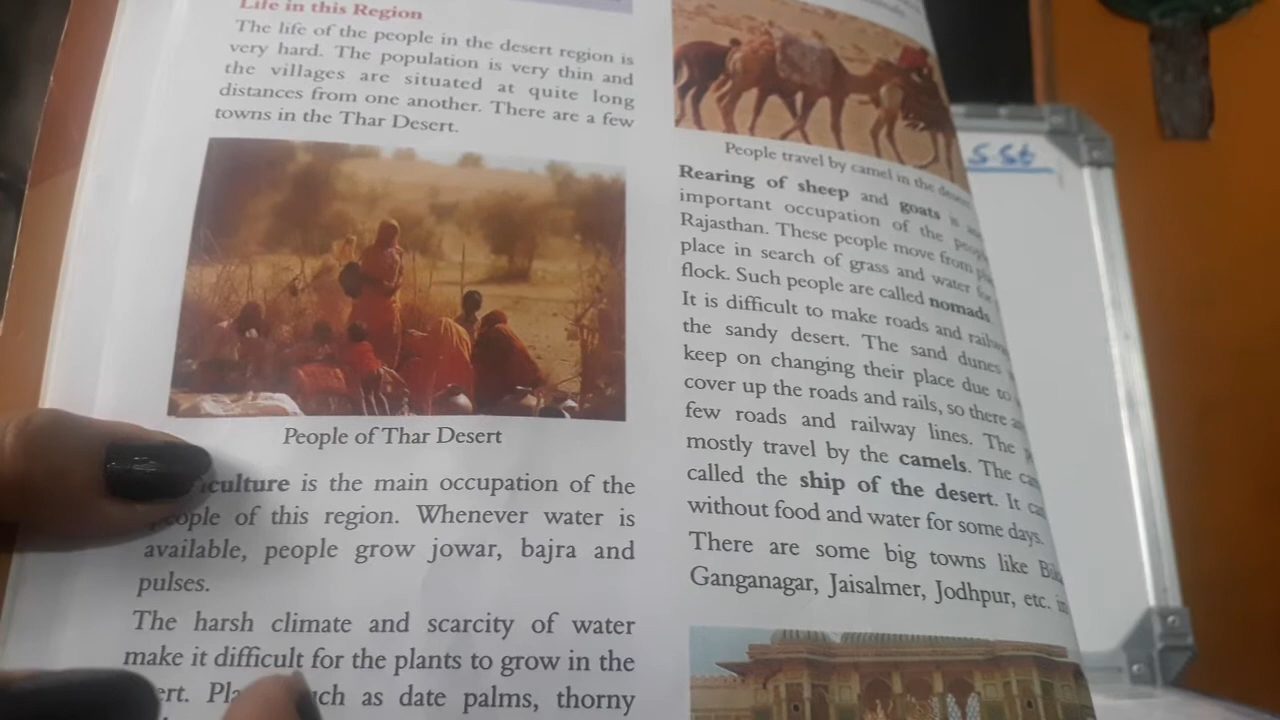 Life in this Region
The life of the people in the desert region is
very hard. The population is very thin and
the villages are situated at quite long
distances from one another. There are a few
towns in the Thar Desert.
People of Thar Desert
is the main occupation of the
of this region. Whenever water is
available, people grow jowar, bajra and
pulses.
The harsh climate and scarcity of water
make it difficult for the plants to grow in the
as date palms, thorny
People travel by camel in the
Rearing of sheep and goats
important occupation of the
Rajasthan. These people move from
place in search of grass and water
flock. Such people are called nomads
It is difficult to make roads and
the sandy desert. The sand dunes
keep on changing their place due to
cover up the roads and rails, so there
few roads and railway lines. The
mostly travel by the camels. The
called the ship of the desert. It
without food and water for some days.
There are some big towns like
Ganganagar, Jaisalmer, Jodhpur, etc.
S.St